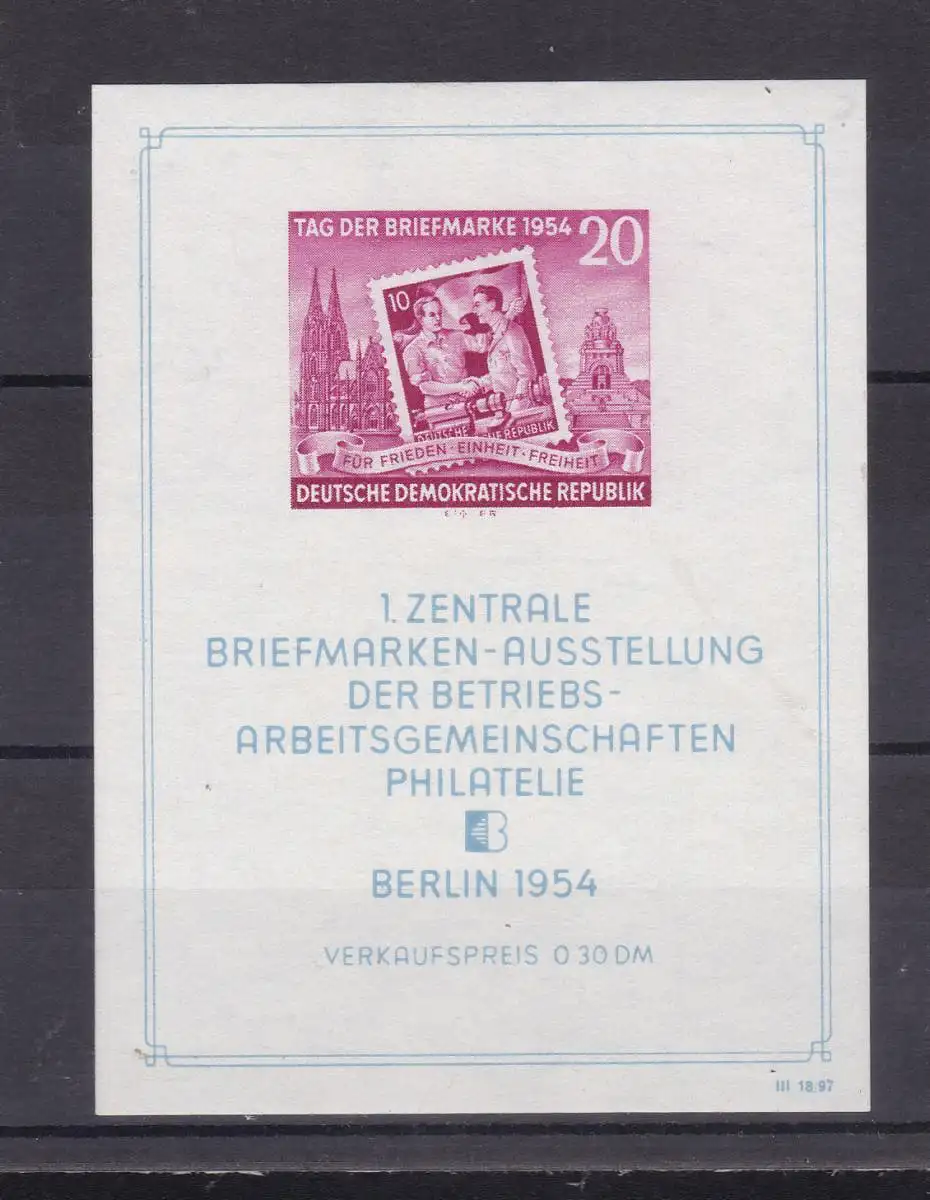 TAG DER BRIEFMARKE 1954 20
10
FÜR FRIEDEN · EINHEIT · FREIHEIT
DEUTSCHE DEMOKRATISCHE REPUBLIK
1. ZENTRALE
BRIEFMARKEN-AUSSTELLUNG
DER BETRIEBS-
ARBEITSGEMEINSCHAFTEN
PHILATELIE
B
BERLIN 1954
VERKAUFSPREIS 0 30 DM
III 18 97